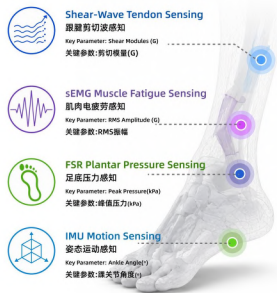 Shear-Wave Tendon Sensing
跟腱剪切波感知
Key Parameter: Shear Modules (G)
关键参数:剪切模量(G)
sEMG Muscle Fatigue Sensing
肌肉电疲劳感知
Key Parameter: RMS Amplitude (G)
关键参数:RMS振幅
FSR Plantar Pressure Sensing
足底压力感知
Key Parameter: Peak Pressure(kPa)
关键参数:峰值压力(kPa)
IMU Motion Sensing
姿态运动感知
Key Parameter: Ankle Angle(°)
关键参数:踝关节角度(°)